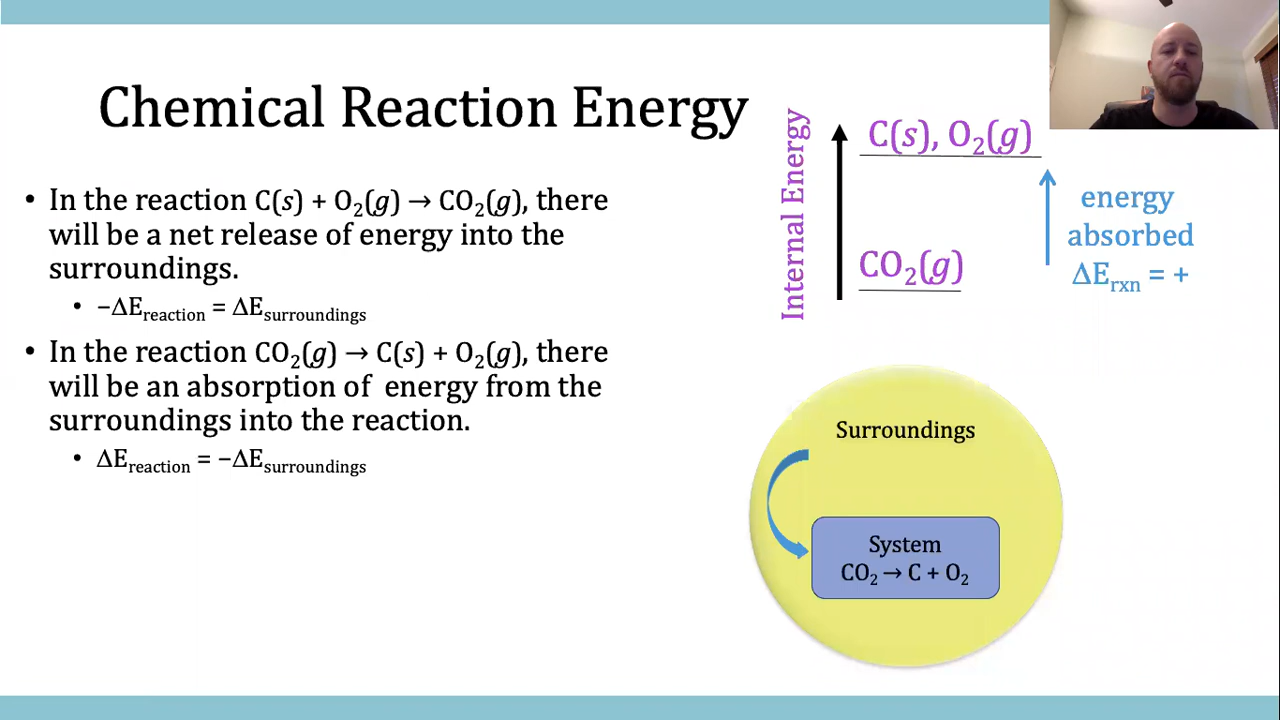 Chemical Reaction Energy
• In the reaction C(s) + O₂(g) → CO₂(g), there
will be a net release of energy into the
surroundings.
• –ΔEreaction = ΔEsurroundings
• In the reaction CO₂(g) → C(s) + O₂(g), there
will be an absorption of energy from the
surroundings into the reaction.
• ΔEreaction = –ΔEsurroundings
Internal Energy
C(s), O₂(g)
CO₂(g)
energy
absorbed
ΔErxn = +
Surroundings
System
CO₂ → C + O₂